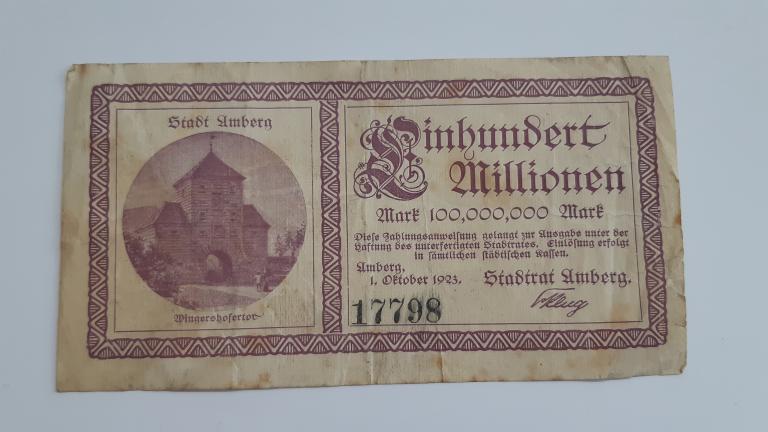 Stadt Amberg
Wingershofertor
Einhundert
Millionen
Mark 100,000,000 Mark
Diese Zahlungsanweisung gelangt zur Ausgabe unter der
Haftung des unterfertigten Stadtrates. Einlösung erfolgt
in sämtlichen städtischen Kassen.
Amberg,
1. Oktober 1923.
Stadtrat Amberg.
17798